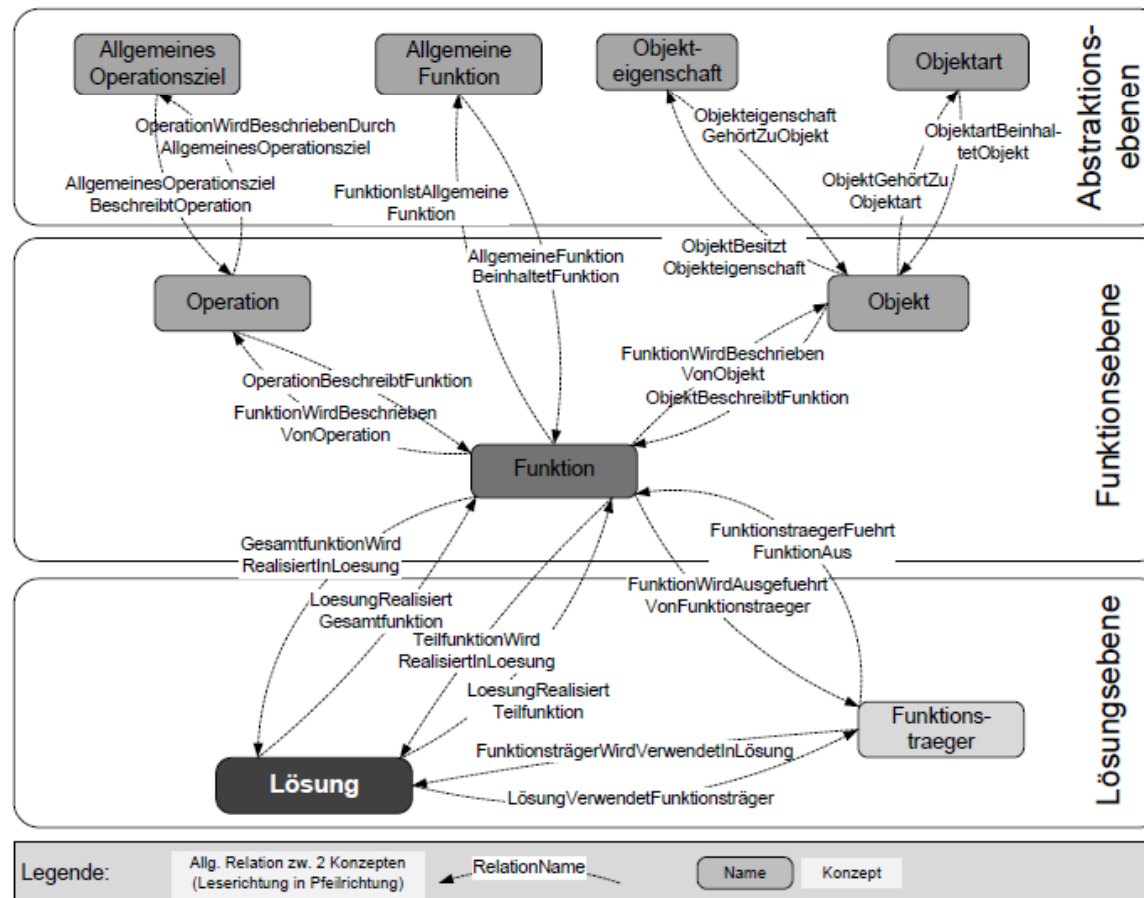 Allgemeines
Operationsziel
Allgemeine
Funktion
Objekt-
eigenschaft
Objektart
Abstraktions-
ebenen
OperationWirdBeschriebenDurch
AllgemeinesOperationsziel
AllgemeinesOperationsziel
BeschreibtOperation
FunktionIstAllgemeine
Funktion
AllgemeineFunktion
BeinhaltetFunktion
Objekteigenschaft
GehörtZuObjekt
ObjektBesitzt
Objekteigenschaft
ObjektartBeinhal-
tetObjekt
ObjektGehörtZu
Objektart
Operation
Objekt
Funktionsebene
OperationBeschreibtFunktion
FunktionWirdBeschrieben
VonOperation
FunktionWirdBeschrieben
VonObjekt
ObjektBeschreibtFunktion
Funktion
GesamtfunktionWird
RealisiertInLoesung
LoesungRealisiert
Gesamtfunktion
TeilfunktionWird
RealisiertInLoesung
LoesungRealisiert
Teilfunktion
FunktionstraegerFuehrt
FunktionAus
FunktionWirdAusgefuehrt
VonFunktionstraeger
Lösungsebene
Funktions-
traeger
FunktionsträgerWirdVerwendetInLösung
LösungVerwendetFunktionsträger
Lösung
Legende:
Allg. Relation zw. 2 Konzepten
(Leserichtung in Pfeilrichtung)
RelationName
Name
Konzept